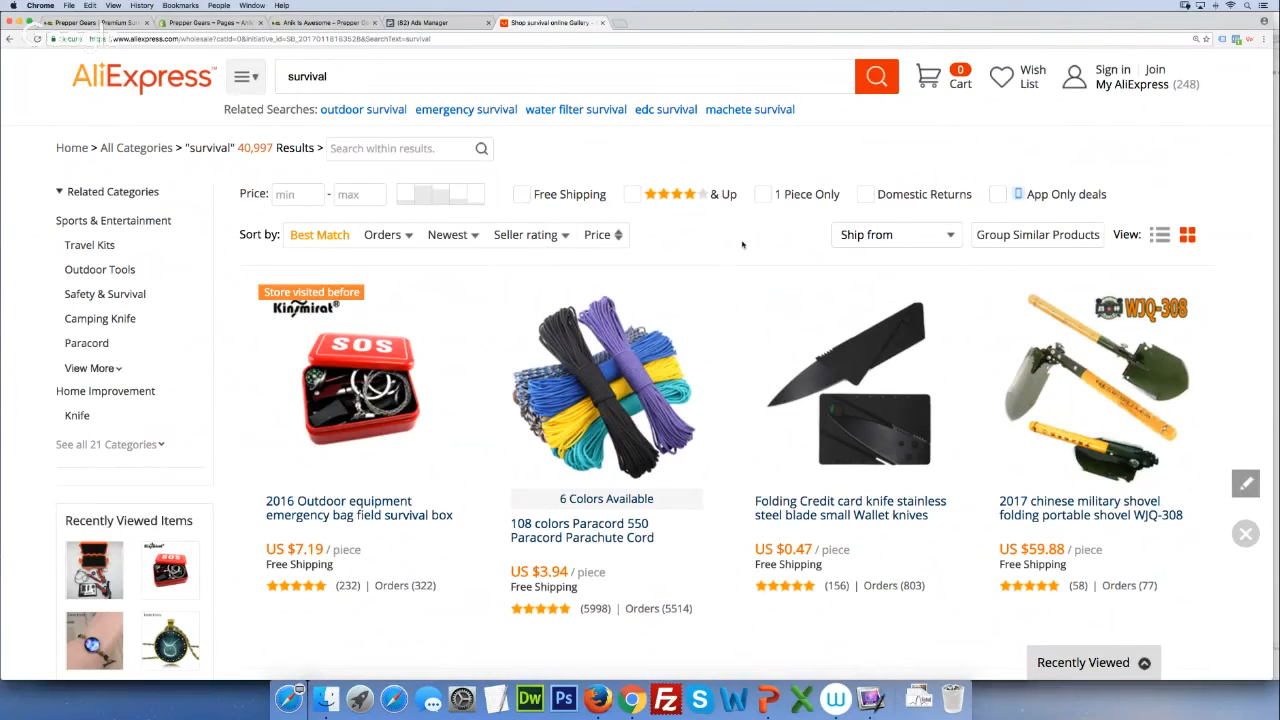 Chrome File Edit View History Bookmarks People Window Help
Prepper Gears | Premium Su
Prepper Gears ~ Pages ~ Anik
Anik Is Awesome ~ Prepper Ge
(82) Ads Manager
Shop survival online Gallery -
www.aliexpress.com/wholesale?catId=0&initiative_id=SB_20170118163528&SearchText=survival
AliExpress™
survival
0
Cart
Wish List
Sign in Join
My AliExpress (248)
Related Searches: outdoor survival emergency survival water filter survival edc survival machete survival
Home > All Categories > "survival" 40,997 Results >
Search within results.
Related Categories
Sports & Entertainment
Travel Kits
Outdoor Tools
Safety & Survival
Camping Knife
Paracord
View More
Home Improvement
Knife
See all 21 Categories
Recently Viewed Items
Kinsmirat®
Price: min - max Free Shipping & Up 1 Piece Only Domestic Returns App Only deals
Sort by: Best Match Orders Newest Seller rating Price Ship from Group Similar Products View:
Store visited before
Kinsmirat®
SOS
2016 Outdoor equipment
emergency bag field survival box
US $7.19 / piece
Free Shipping
(232) | Orders (322)
6 Colors Available
108 colors Paracord 550
Paracord Parachute Cord
US $3.94 / piece
Free Shipping
(5998) | Orders (5514)
Folding Credit card knife stainless
steel blade small Wallet knives
US $0.47 / piece
Free Shipping
(156) | Orders (803)
WJQ-308
2017 chinese military shovel
folding portable shovel WJQ-308
US $59.88 / piece
Free Shipping
(58) | Orders (77)
Recently Viewed
Dw Ps Fz S W P X W